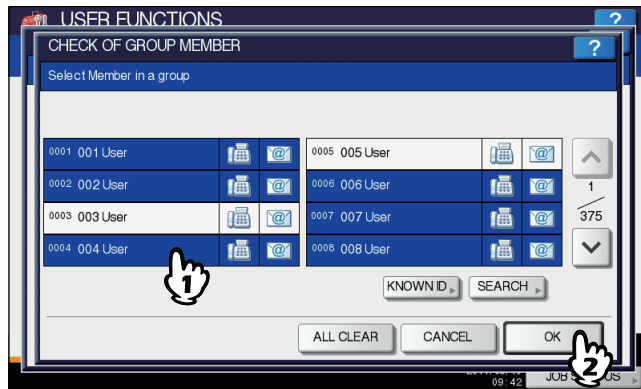 USER FUNCTIONS
?
CHECK OF GROUP MEMBER
?
Select Member in a group
0001 001 User
0005 005 User
0002 002 User
0006 006 User
1
0003 003 User
0007 007 User
375
0004 004 User
0008 008 User
1
KNOWN ID
SEARCH
ALL CLEAR
CANCEL
OK
2
09:42
JOB